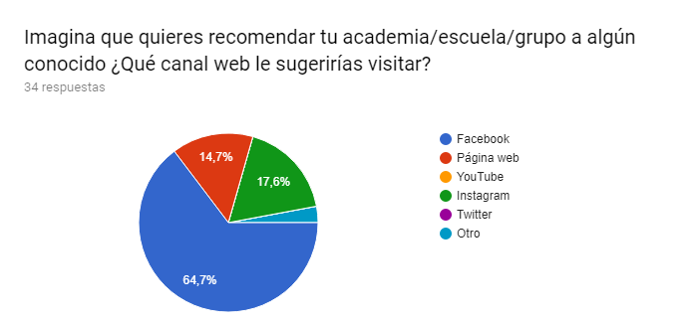 Imagina que quieres recomendar tu academia/escuela/grupo a algún
conocido ¿Qué canal web le sugerirías visitar?
34 respuestas
14,7%
17,6%
64,7%
Facebook
Página web
YouTube
Instagram
Twitter
Otro